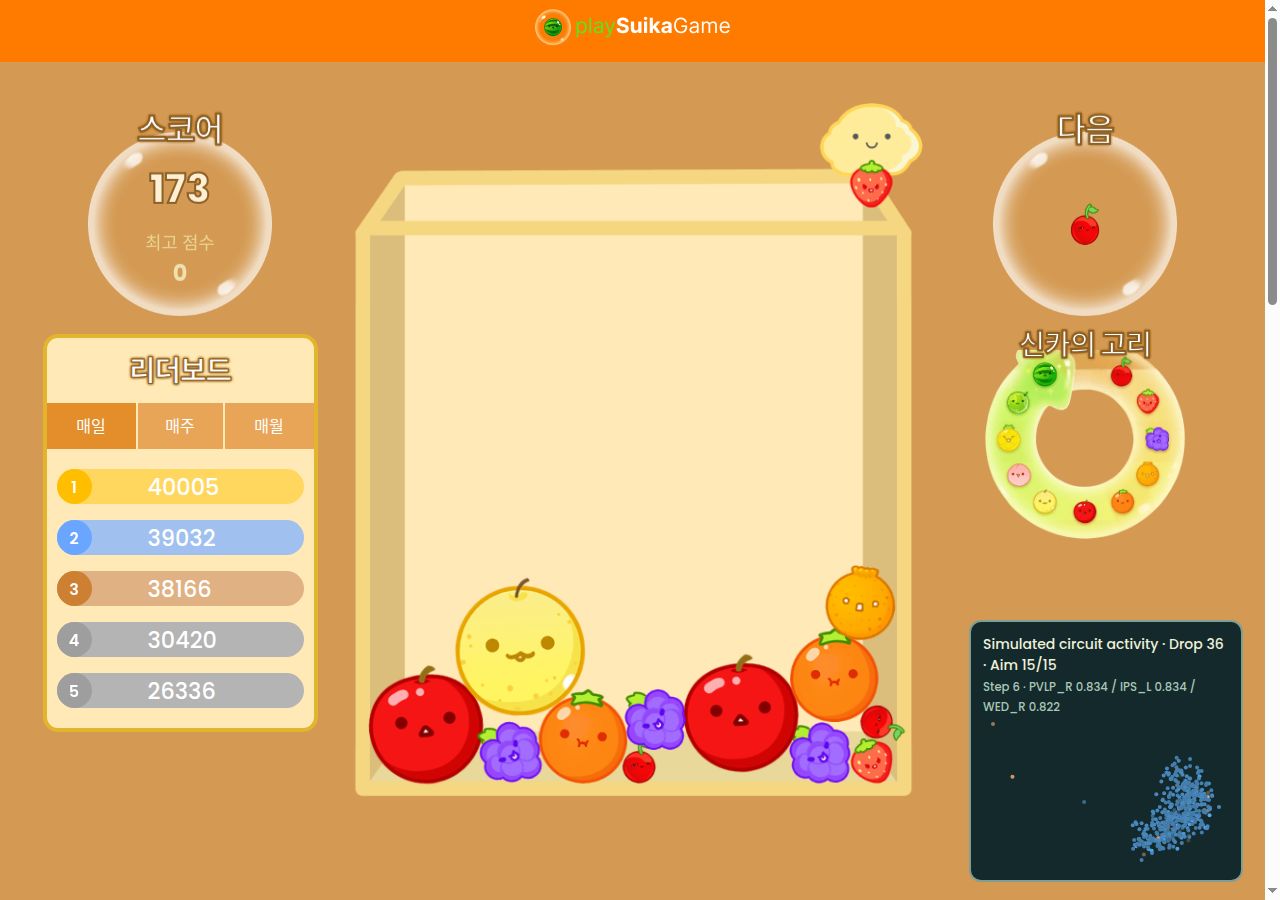 playSuikaGame
스코어
173
최고 점수
0
다음
신카의 고리
리더보드
매일 매주 매월
1 40005
2 39032
3 38166
4 30420
5 26336
Simulated circuit activity · Drop 36
· Aim 15/15
Step 6 · PVLP_R 0.834 / IPS_L 0.834 /
WED_R 0.822